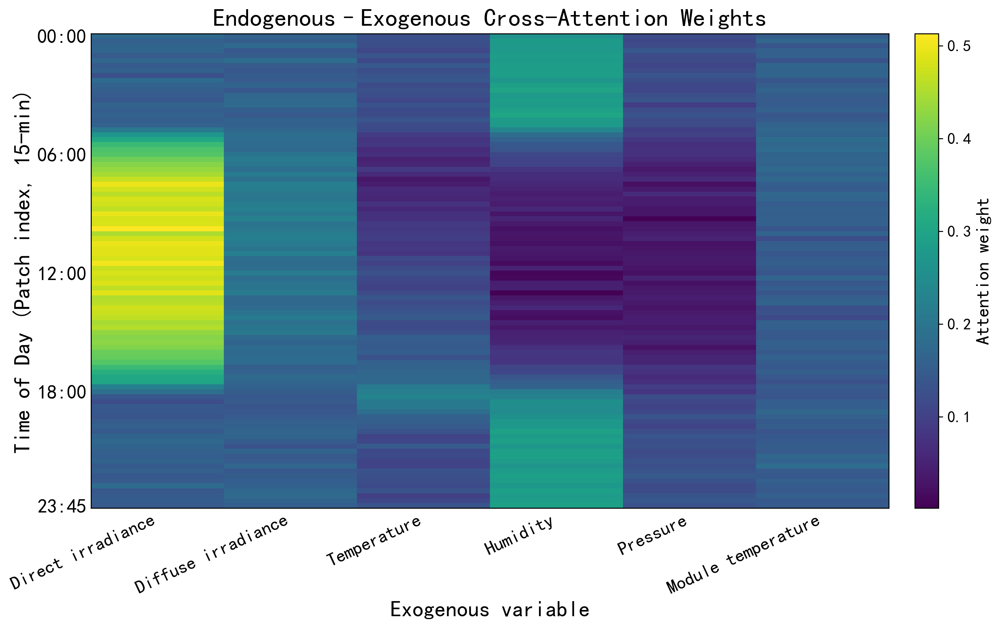 Endogenous - Exogenous Cross-Attention Weights
Time of Day (Patch index, 15-min)
00:00
06:00
12:00
18:00
23:45
Direct irradiance
Diffuse irradiance
Temperature
Humidity
Pressure
Module temperature
Exogenous variable
0.5
0.4
0.3
0.2
0.1
Attention weight